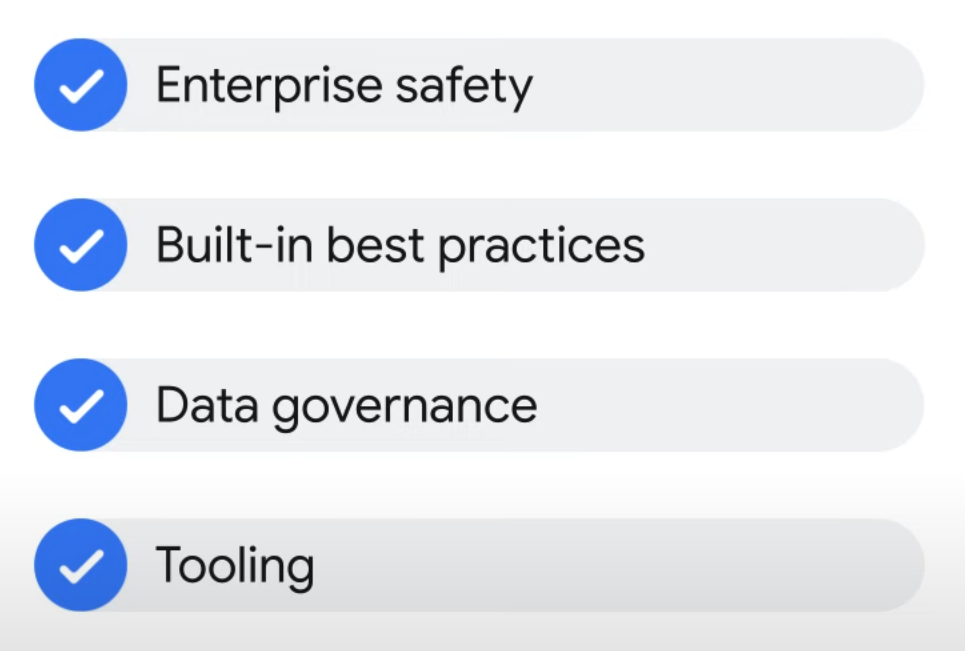 Enterprise safety
Built-in best practices
Data governance
Tooling